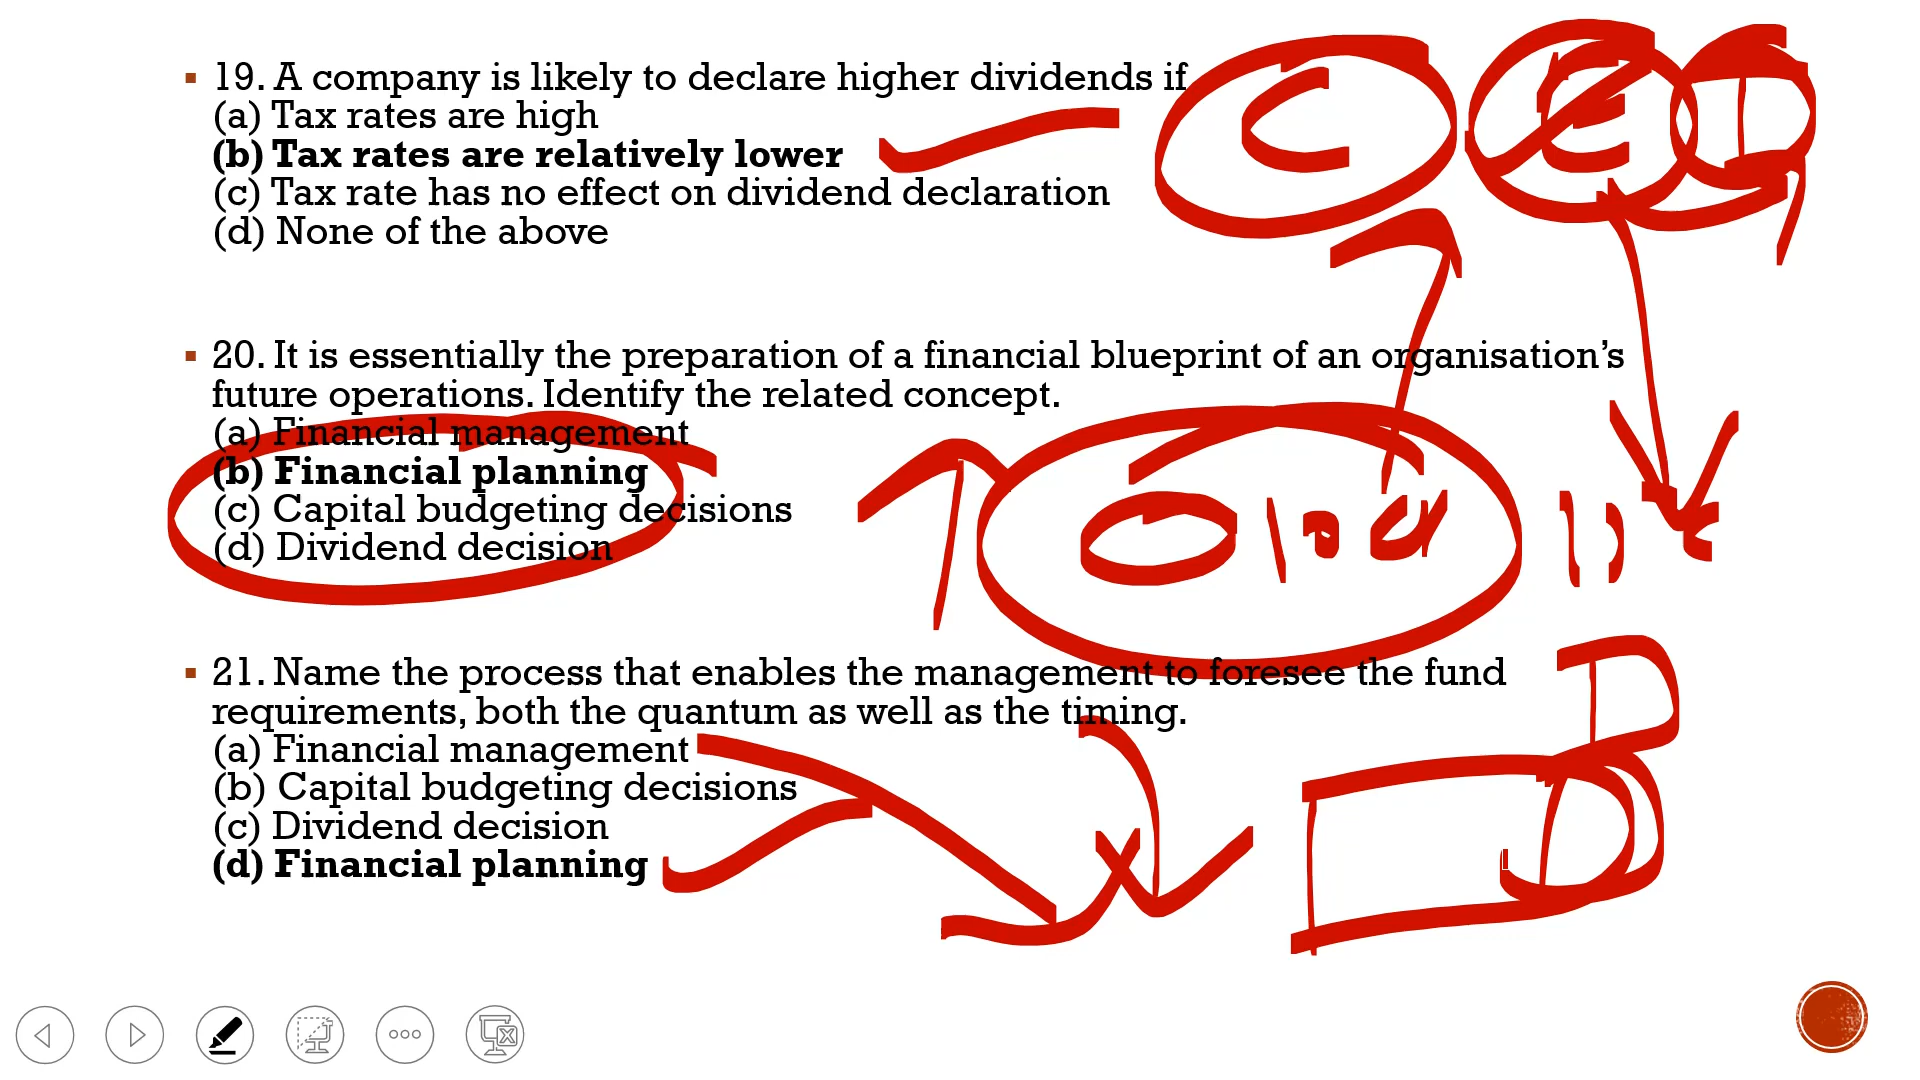 19. A company is likely to declare higher dividends if
(a) Tax rates are high
(b) Tax rates are relatively lower
(c) Tax rate has no effect on dividend declaration
(d) None of the above
20. It is essentially the preparation of a financial blueprint of an organisation's
future operations. Identify the related concept.
(a) Financial management
(b) Financial planning
(c) Capital budgeting decisions
(d) Dividend decision
21. Name the process that enables the management to foresee the fund
requirements, both the quantum as well as the timing.
(a) Financial management
(b) Capital budgeting decisions
(c) Dividend decision
(d) Financial planning